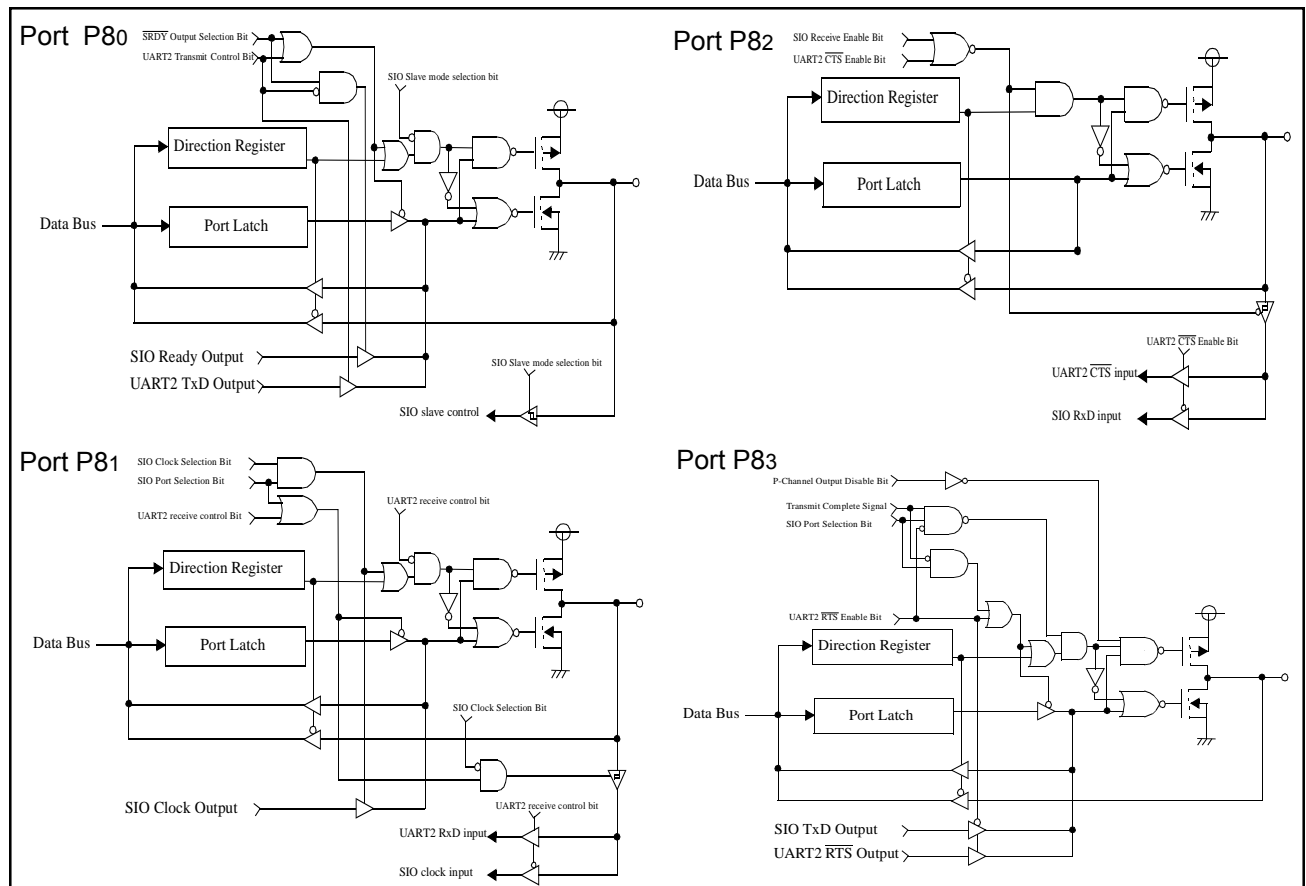 Port P80
SRDY Output Selection Bit
UART2 Transmit Control Bit
SIO Slave mode selection bit
Direction Register
Data Bus
Port Latch
SIO Ready Output
UART2 TxD Output
SIO Slave mode selection bit
SIO slave control
Port P82
SIO Receive Enable Bit
UART2 CTS Enable Bit
Direction Register
Data Bus
Port Latch
UART2 CTS Enable Bit
UART2 CTS input
SIO RxD input
Port P81
SIO Clock Selection Bit
SIO Port Selection Bit
UART2 receive control Bit
UART2 receive control bit
Direction Register
Data Bus
Port Latch
SIO Clock Selection Bit
SIO Clock Output
UART2 receive control bit
UART2 RxD input
SIO clock input
Port P83
P-Channel Output Disable Bit
Transmit Complete Signal
SIO Port Selection Bit
UART2 RTS Enable Bit
Direction Register
Data Bus
Port Latch
SIO TxD Output
UART2 RTS Output